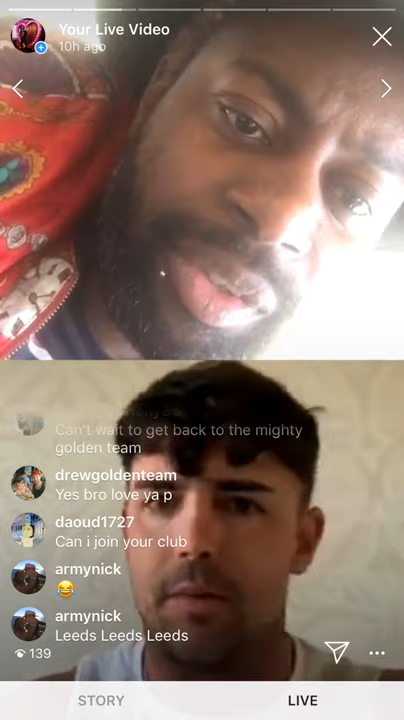 Your Live Video
10h ago
Can't wait to get back to the mighty
golden team
drewgoldenteam
Yes bro love ya p
daoud1727
Can i join your club
armynick
😂
armynick
Leeds Leeds Leeds
139
STORY
LIVE